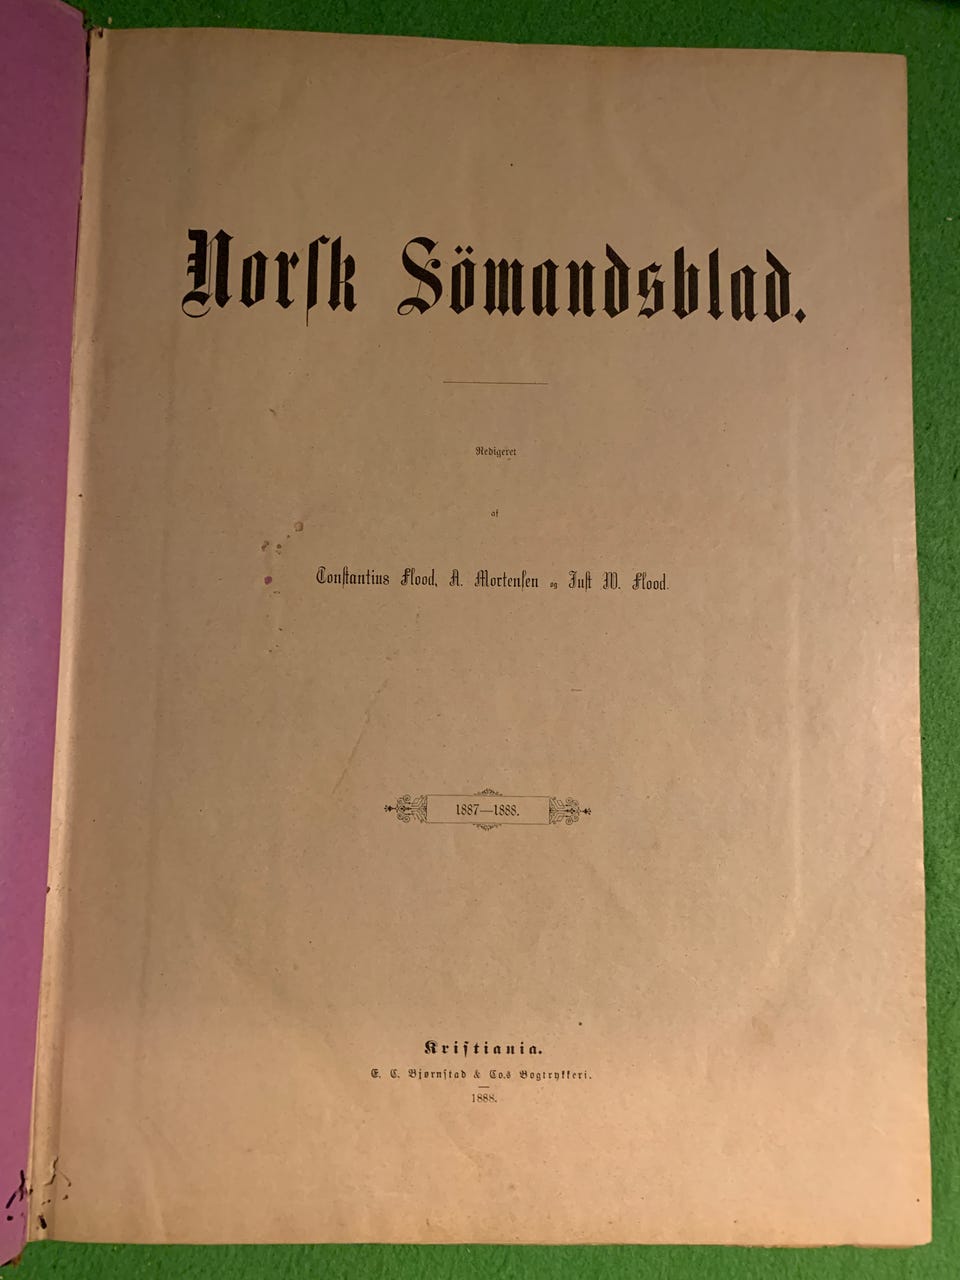 Norsk Sömandsblad.
Redigeret
af
Constantius Flood, A. Mortensen og Just W. Flood.
1887—1888.
Kristiania.
E. C. Bjørnstad & Co.s Bogtrykkeri.
1888.